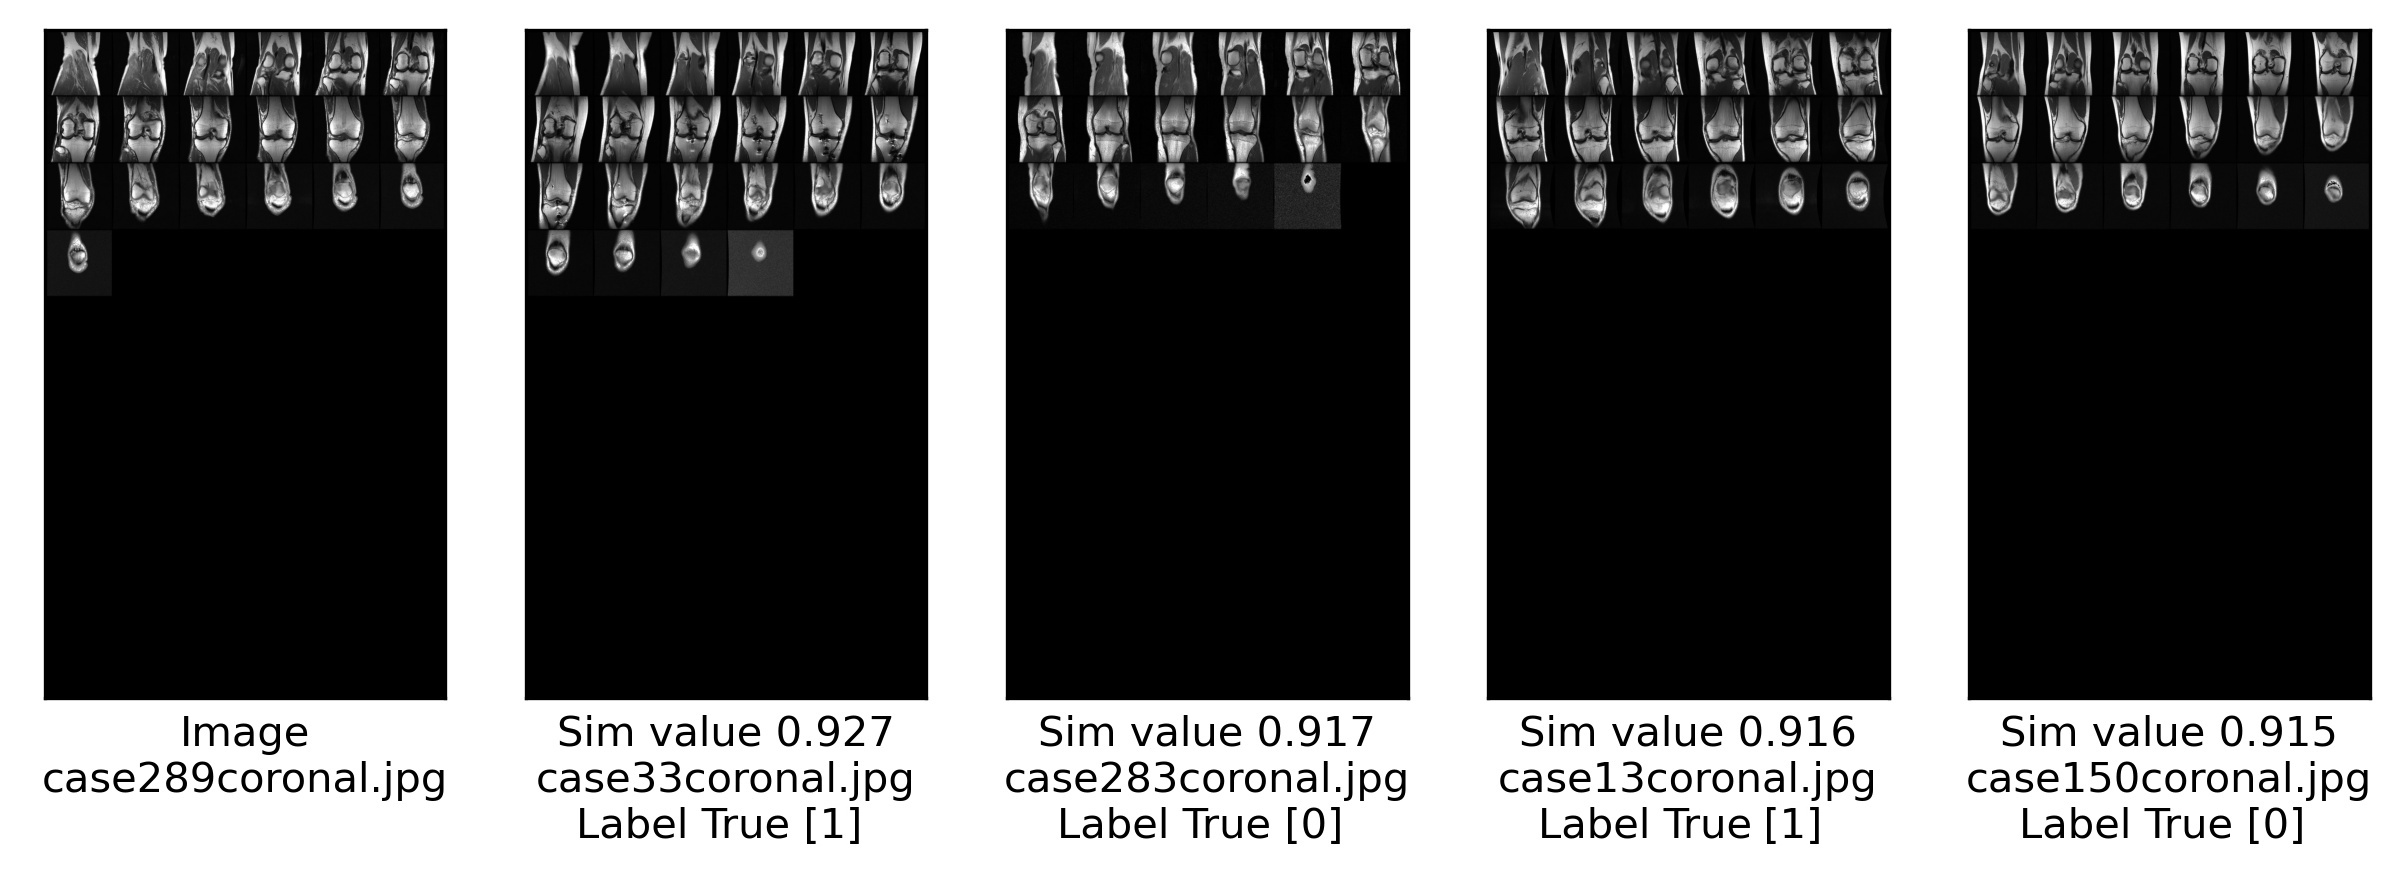 Image
case289coronal.jpg
Sim value 0.927
case33coronal.jpg
Label True [1]
Sim value 0.917
case283coronal.jpg
Label True [0]
Sim value 0.916
case13coronal.jpg
Label True [1]
Sim value 0.915
case150coronal.jpg
Label True [0]